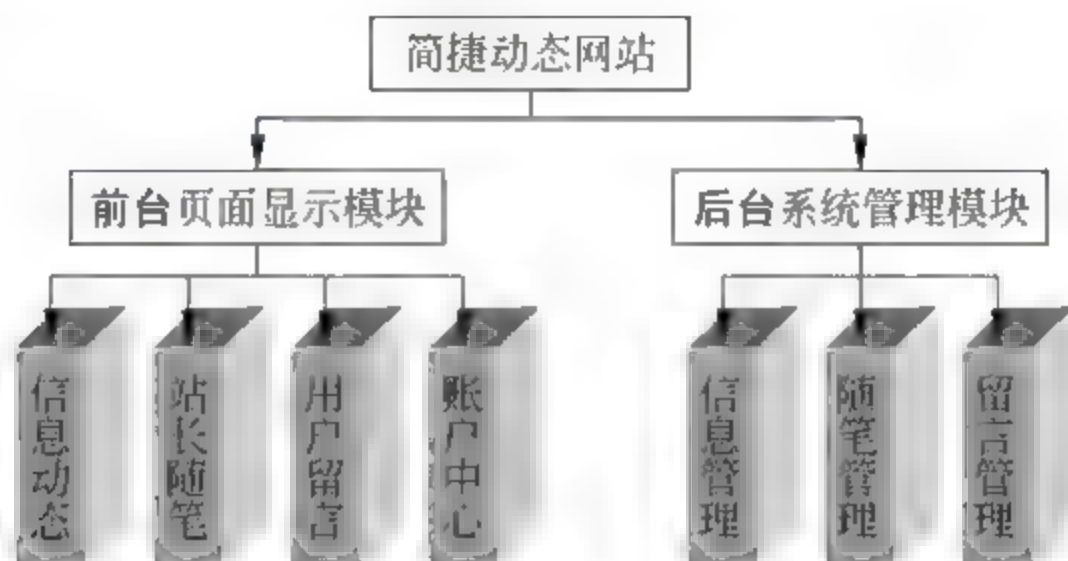 简捷动态网站
前台页面显示模块
后台系统管理模块
信息动态
站长随笔
用户留言
账户中心
信息管理
随笔管理
留言管理